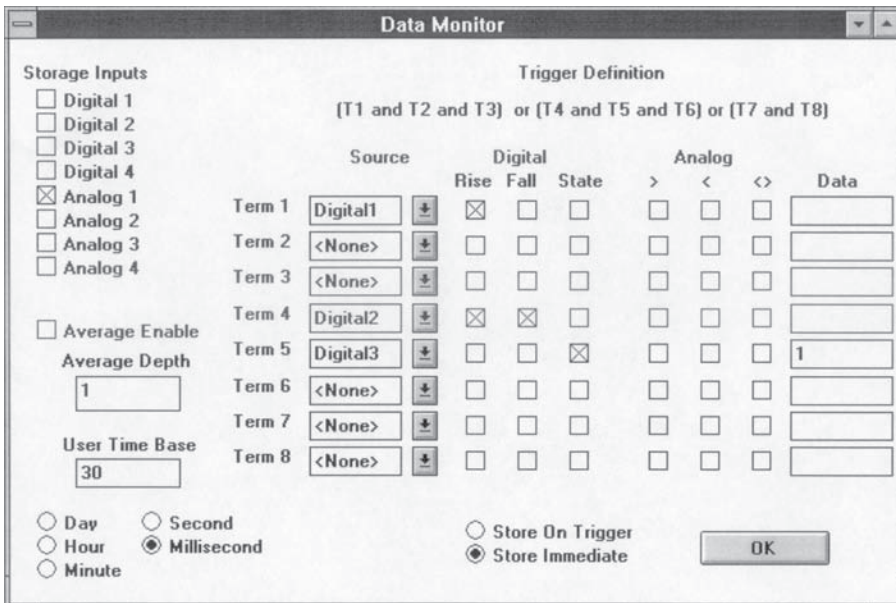 Data Monitor
Storage Inputs
Digital 1
Digital 2
Digital 3
Digital 4
Analog 1
Analog 2
Analog 3
Analog 4
Average Enable
Average Depth
1
User Time Base
30
Day
Hour
Minute
Second
Millisecond
Trigger Definition
(T1 and T2 and T3) or (T4 and T5 and T6) or (T7 and T8)
Source Digital Analog
Rise Fall State > < <> Data
Term 1 Digital1
Term 2 <None>
Term 3 <None>
Term 4 Digital2
Term 5 Digital3 1
Term 6 <None>
Term 7 <None>
Term 8 <None>
Store On Trigger
Store Immediate
OK